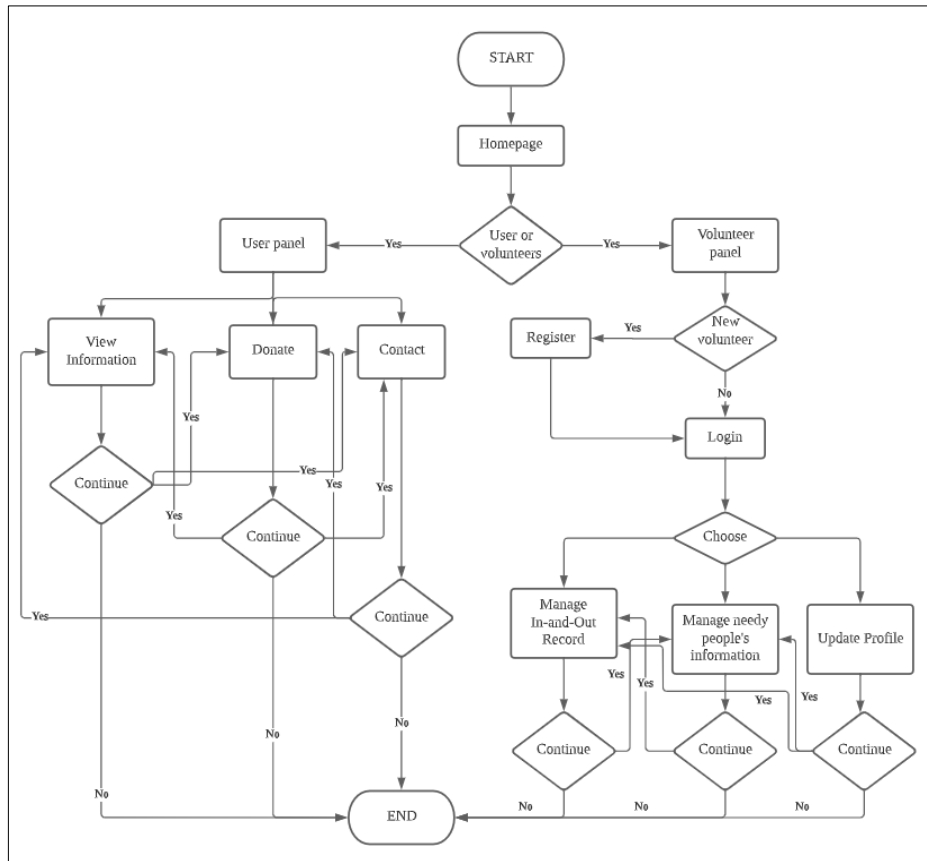 START
Homepage
User or
volunteers
Yes
Yes
User panel
Volunteer
panel
View
Information
Donate
Contact
Register
Yes
New
volunteer
No
Login
Yes
Yes
Yes
Yes
Yes
Yes
Continue
Continue
Continue
Choose
Manage
In-and-Out
Record
Manage needy
people's
information
Update Profile
Yes
Yes
Yes
Yes
Continue
Continue
Continue
No
No
No
No
No
No
END